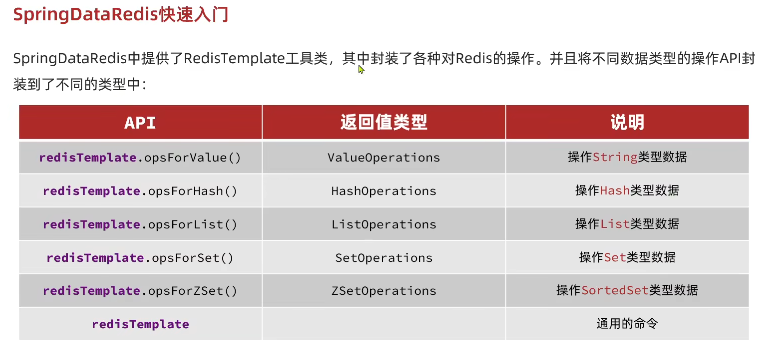 SpringDataRedis快速入门
SpringDataRedis中提供了RedisTemplate工具类，其中封装了各种对Redis的操作。并且将不同数据类型的操作API封
装到了不同的类型中：
API 返回值类型 说明
redisTemplate.opsForValue() ValueOperations 操作String类型数据
redisTemplate.opsForHash() HashOperations 操作Hash类型数据
redisTemplate.opsForList() ListOperations 操作List类型数据
redisTemplate.opsForSet() SetOperations 操作Set类型数据
redisTemplate.opsForZSet() ZSetOperations 操作SortedSet类型数据
redisTemplate 通用的命令